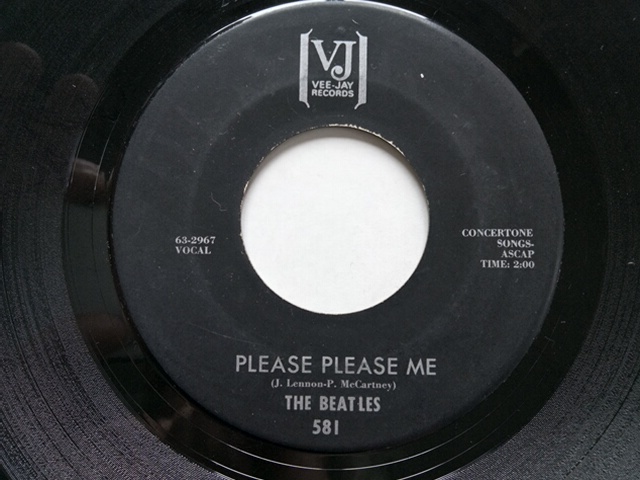 VJ
VEE-JAY
RECORDS
63-2967
VOCAL
CONCERTONE
SONGS-
ASCAP
TIME: 2:00
PLEASE PLEASE ME
(J. Lennon-P. McCartney)
THE BEATLES
581